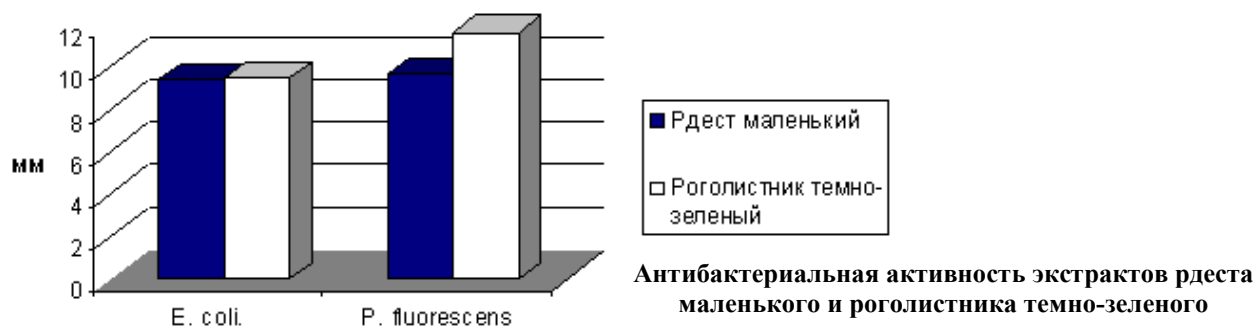 12
10
8
6
4
2
0
мм
E. coli.
P. fluorescens
Рдест маленький
Роголистник темно-
зеленый
Антибактериальная активность экстрактов рдеста
маленького и роголистника темно-зеленого